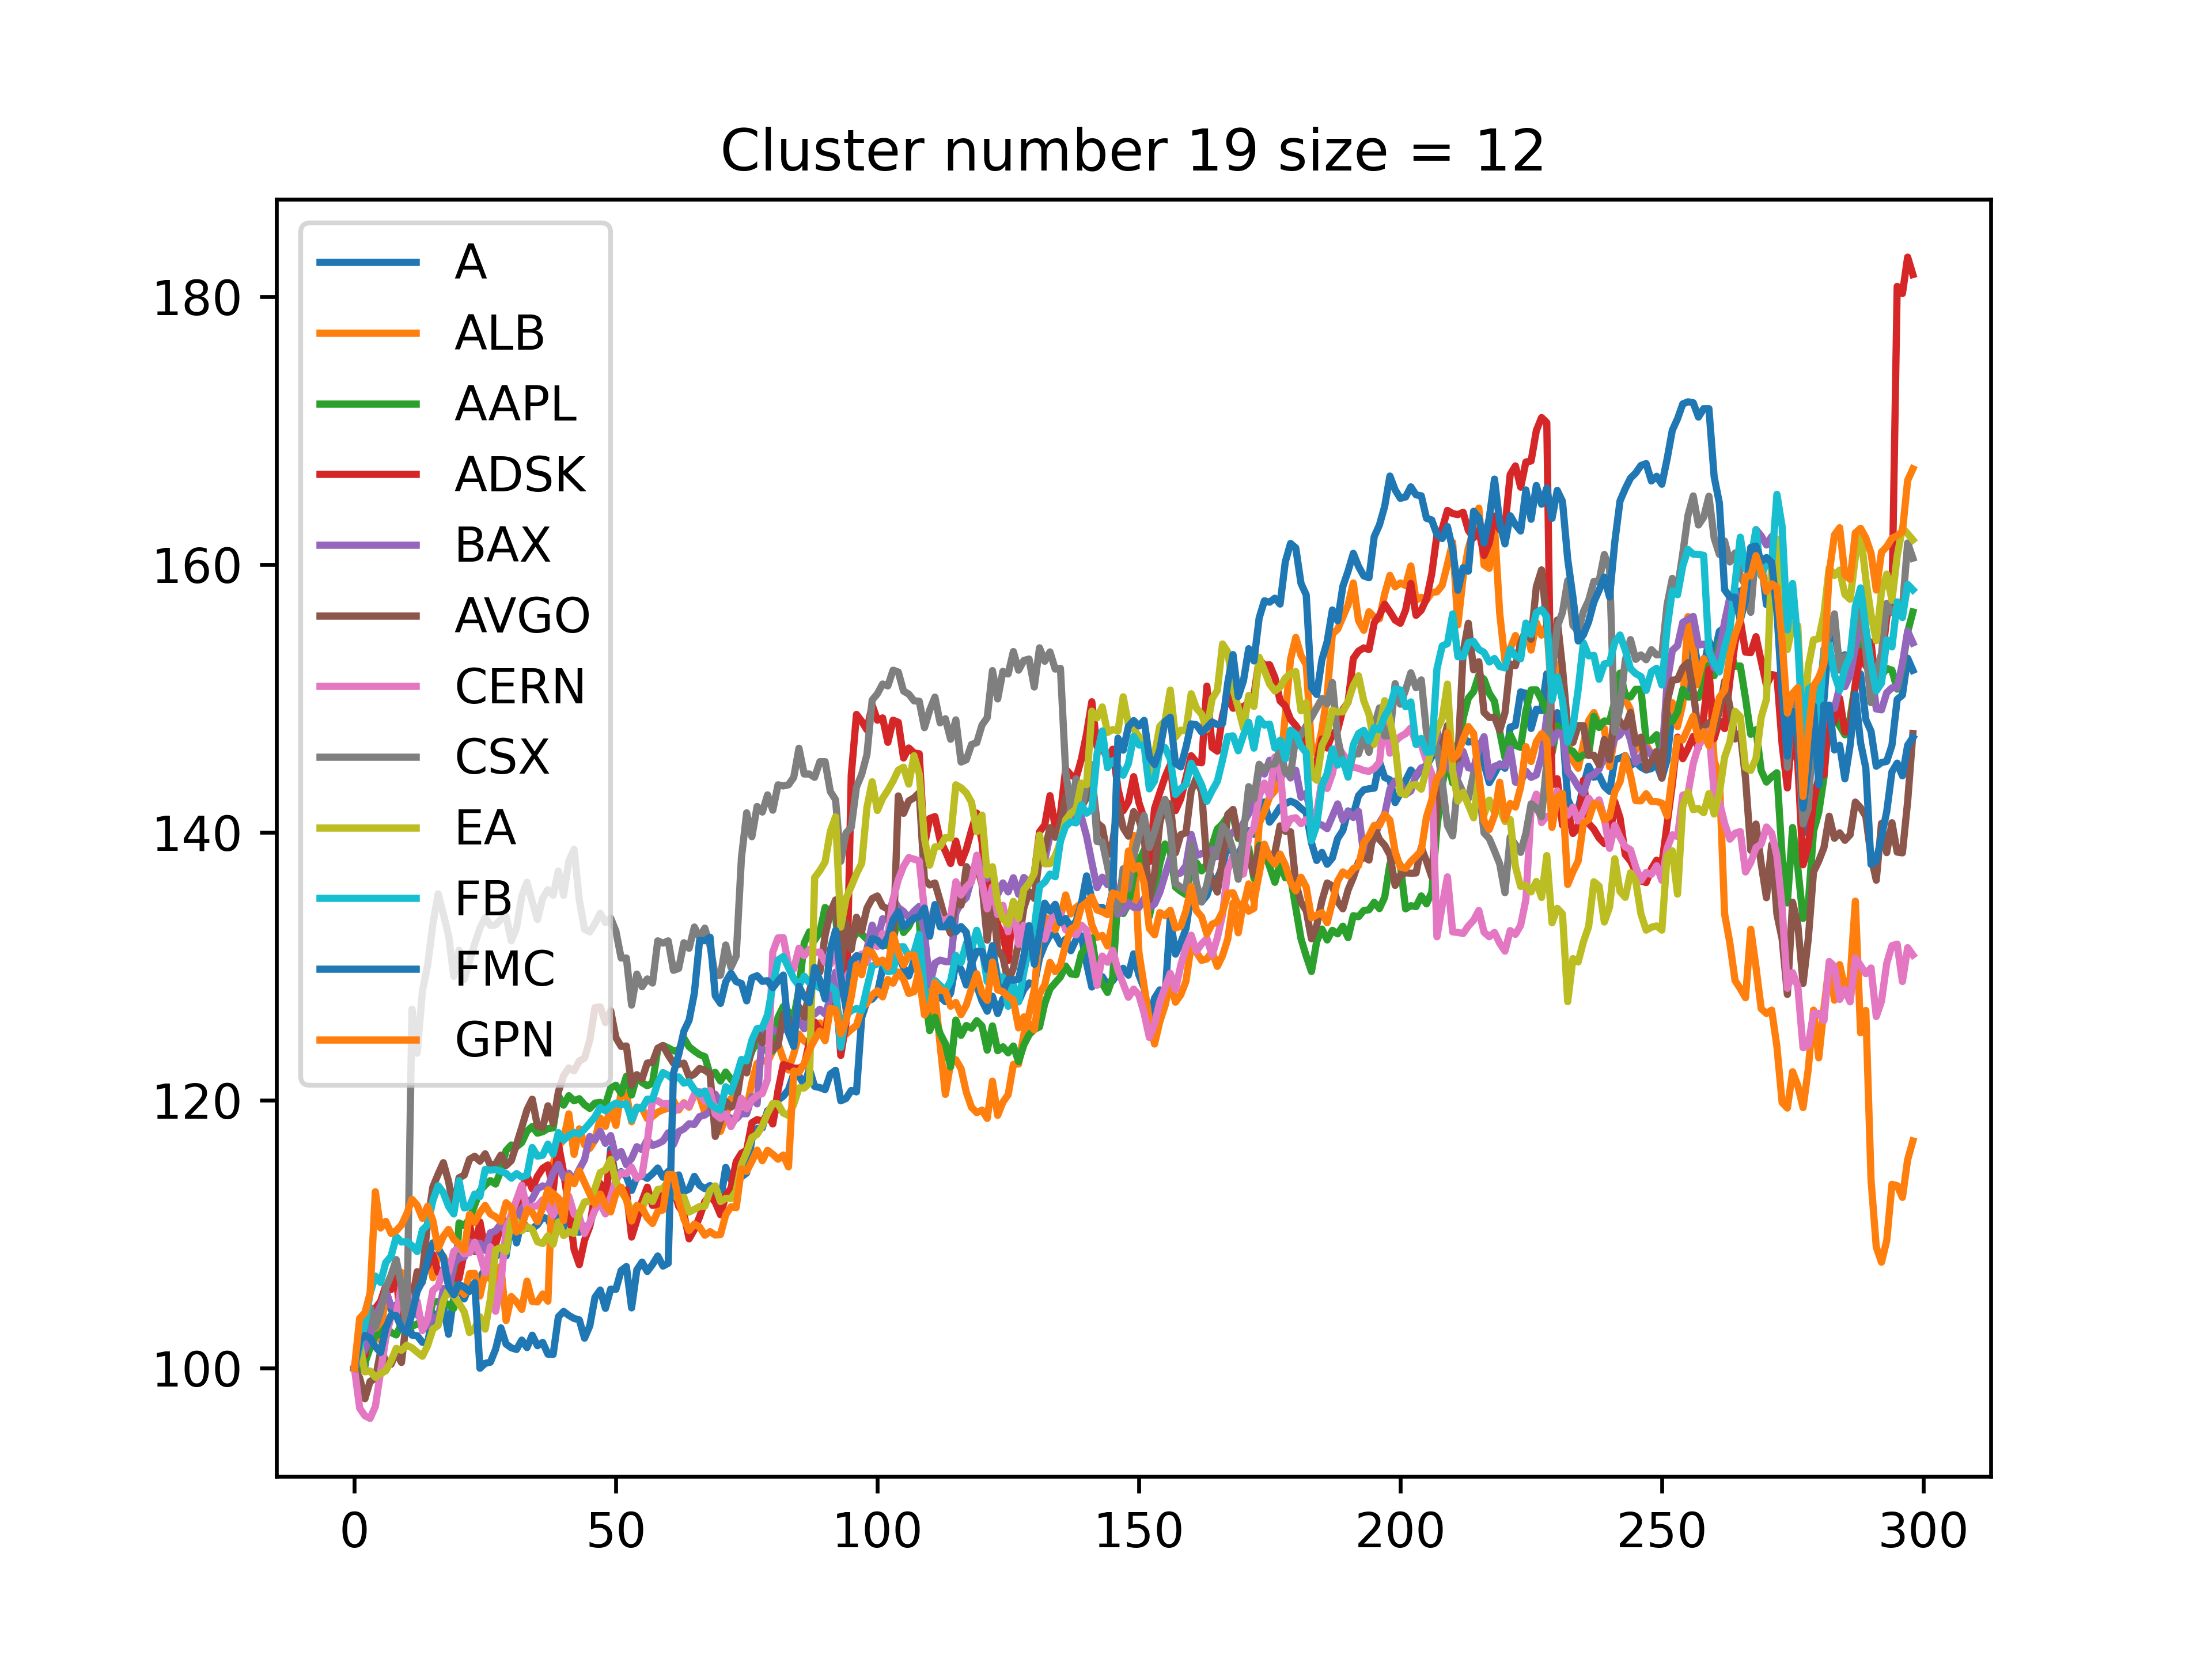 Cluster number 19 size = 12
A
ALB
AAPL
ADSK
BAX
AVGO
CERN
CSX
EA
FB
FMC
GPN
180
160
140
120
100
0 50 100 150 200 250 300